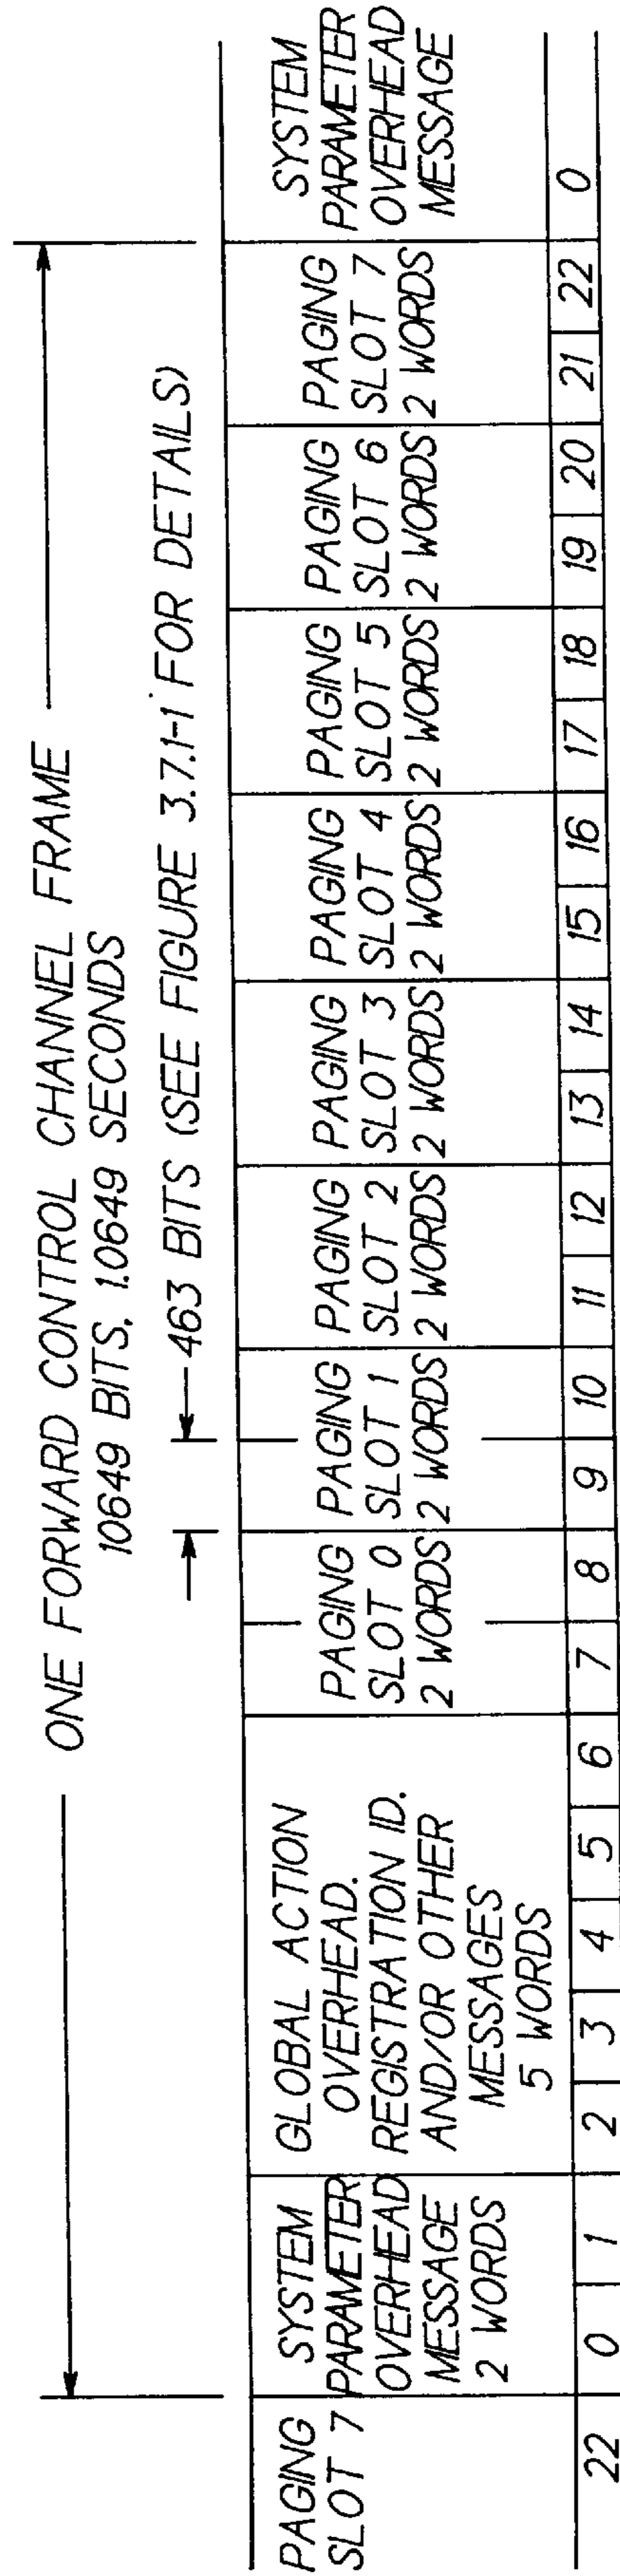 ONE FORWARD CONTROL CHANNEL FRAME
10649 BITS, 1.0649 SECONDS
463 BITS (SEE FIGURE 3.7.1-1 FOR DETAILS)
PAGING
SLOT 7
SYSTEM
PARAMETER
OVERHEAD
MESSAGE
2 WORDS
GLOBAL ACTION
OVERHEAD.
REGISTRATION ID.
AND/OR OTHER
MESSAGES
5 WORDS
PAGING
SLOT 0
2 WORDS
PAGING
SLOT 1
2 WORDS
PAGING
SLOT 2
2 WORDS
PAGING
SLOT 3
2 WORDS
PAGING
SLOT 4
2 WORDS
PAGING
SLOT 5
2 WORDS
PAGING
SLOT 6
2 WORDS
PAGING
SLOT 7
2 WORDS
SYSTEM
PARAMETER
OVERHEAD
MESSAGE
22 0 1 2 3 4 5 6 7 8 9 10 11 12 13 14 15 16 17 18 19 20 21 22 0